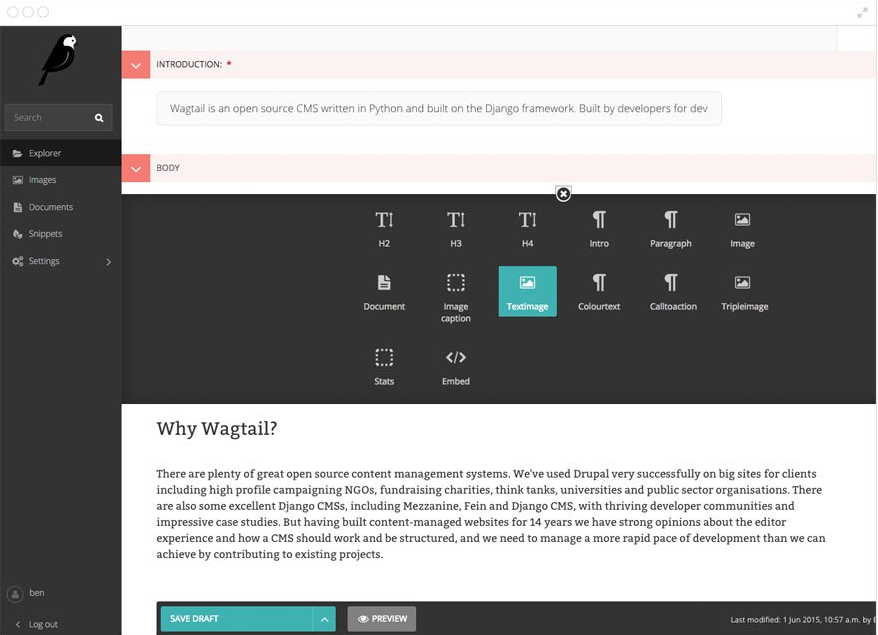 Search
Explorer
Images
Documents
Snippets
Settings
ben
Log out
INTRODUCTION: *
Wagtail is an open source CMS written in Python and built on the Django framework. Built by developers for dev
BODY
H2
H3
H4
Intro
Paragraph
Image
Document
Image
caption
Textimage
Colourtext
Calltoaction
Tripleimage
Stats
Embed
Why Wagtail?
There are plenty of great open source content management systems. We've used Drupal very successfully on big sites for clients
including high profile campaigning NGOs, fundraising charities, think tanks, universities and public sector organisations. There
are also some excellent Django CMSs, including Mezzanine, Fein and Django CMS, with thriving developer communities and
impressive case studies. But having built content-managed websites for 14 years we have strong opinions about the editor
experience and how a CMS should work and be structured, and we need to manage a more rapid pace of development than we can
achieve by contributing to existing projects.
SAVE DRAFT
PREVIEW
Last modified: 1 Jun 2015, 10:57 a.m. by